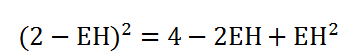 (2 − EH)² = 4 − 2EH + EH²